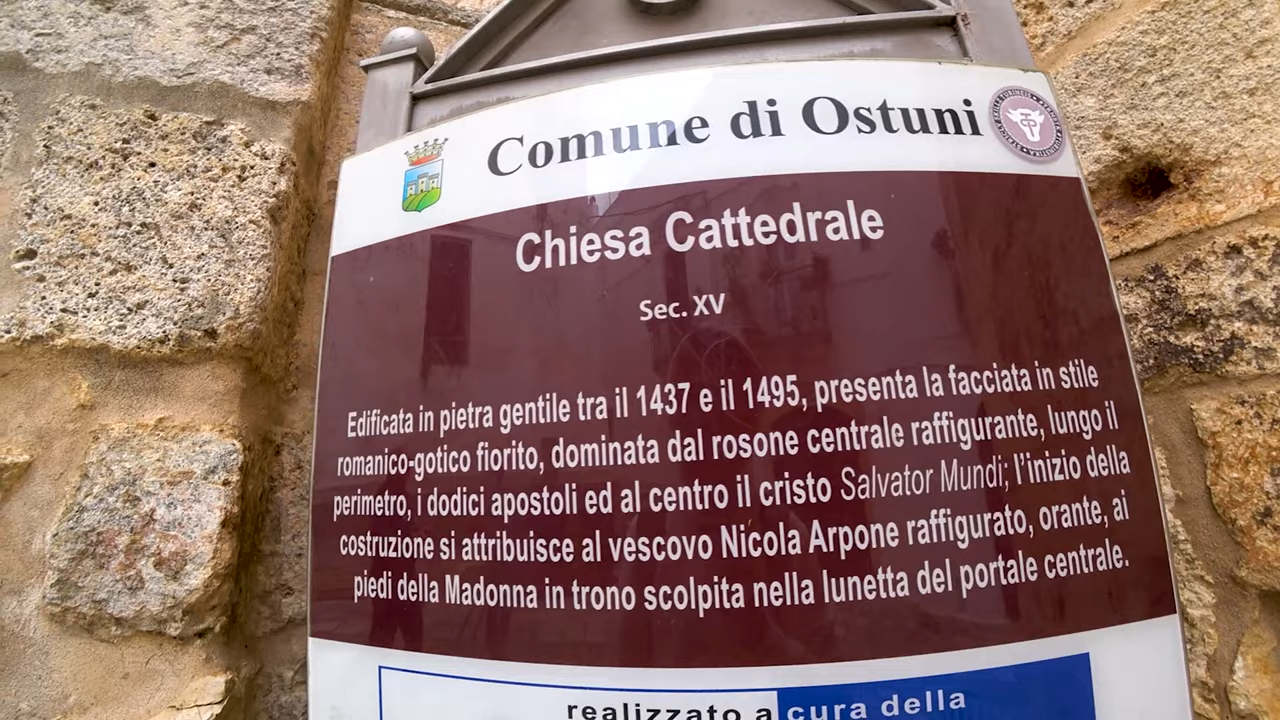 Comune di Ostuni
Chiesa Cattedrale
Sec. XV
Edificata in pietra gentile tra il 1437 e il 1495, presenta la facciata in stile
romanico-gotico fiorito, dominata dal rosone centrale raffigurante, lungo il
perimetro, i dodici apostoli ed al centro il cristo Salvator Mundi; l'inizio della
costruzione si attribuisce al vescovo Nicola Arpone raffigurato, orante, ai
piedi della Madonna in trono scolpita nella lunetta del portale centrale.
realizzato a cura della